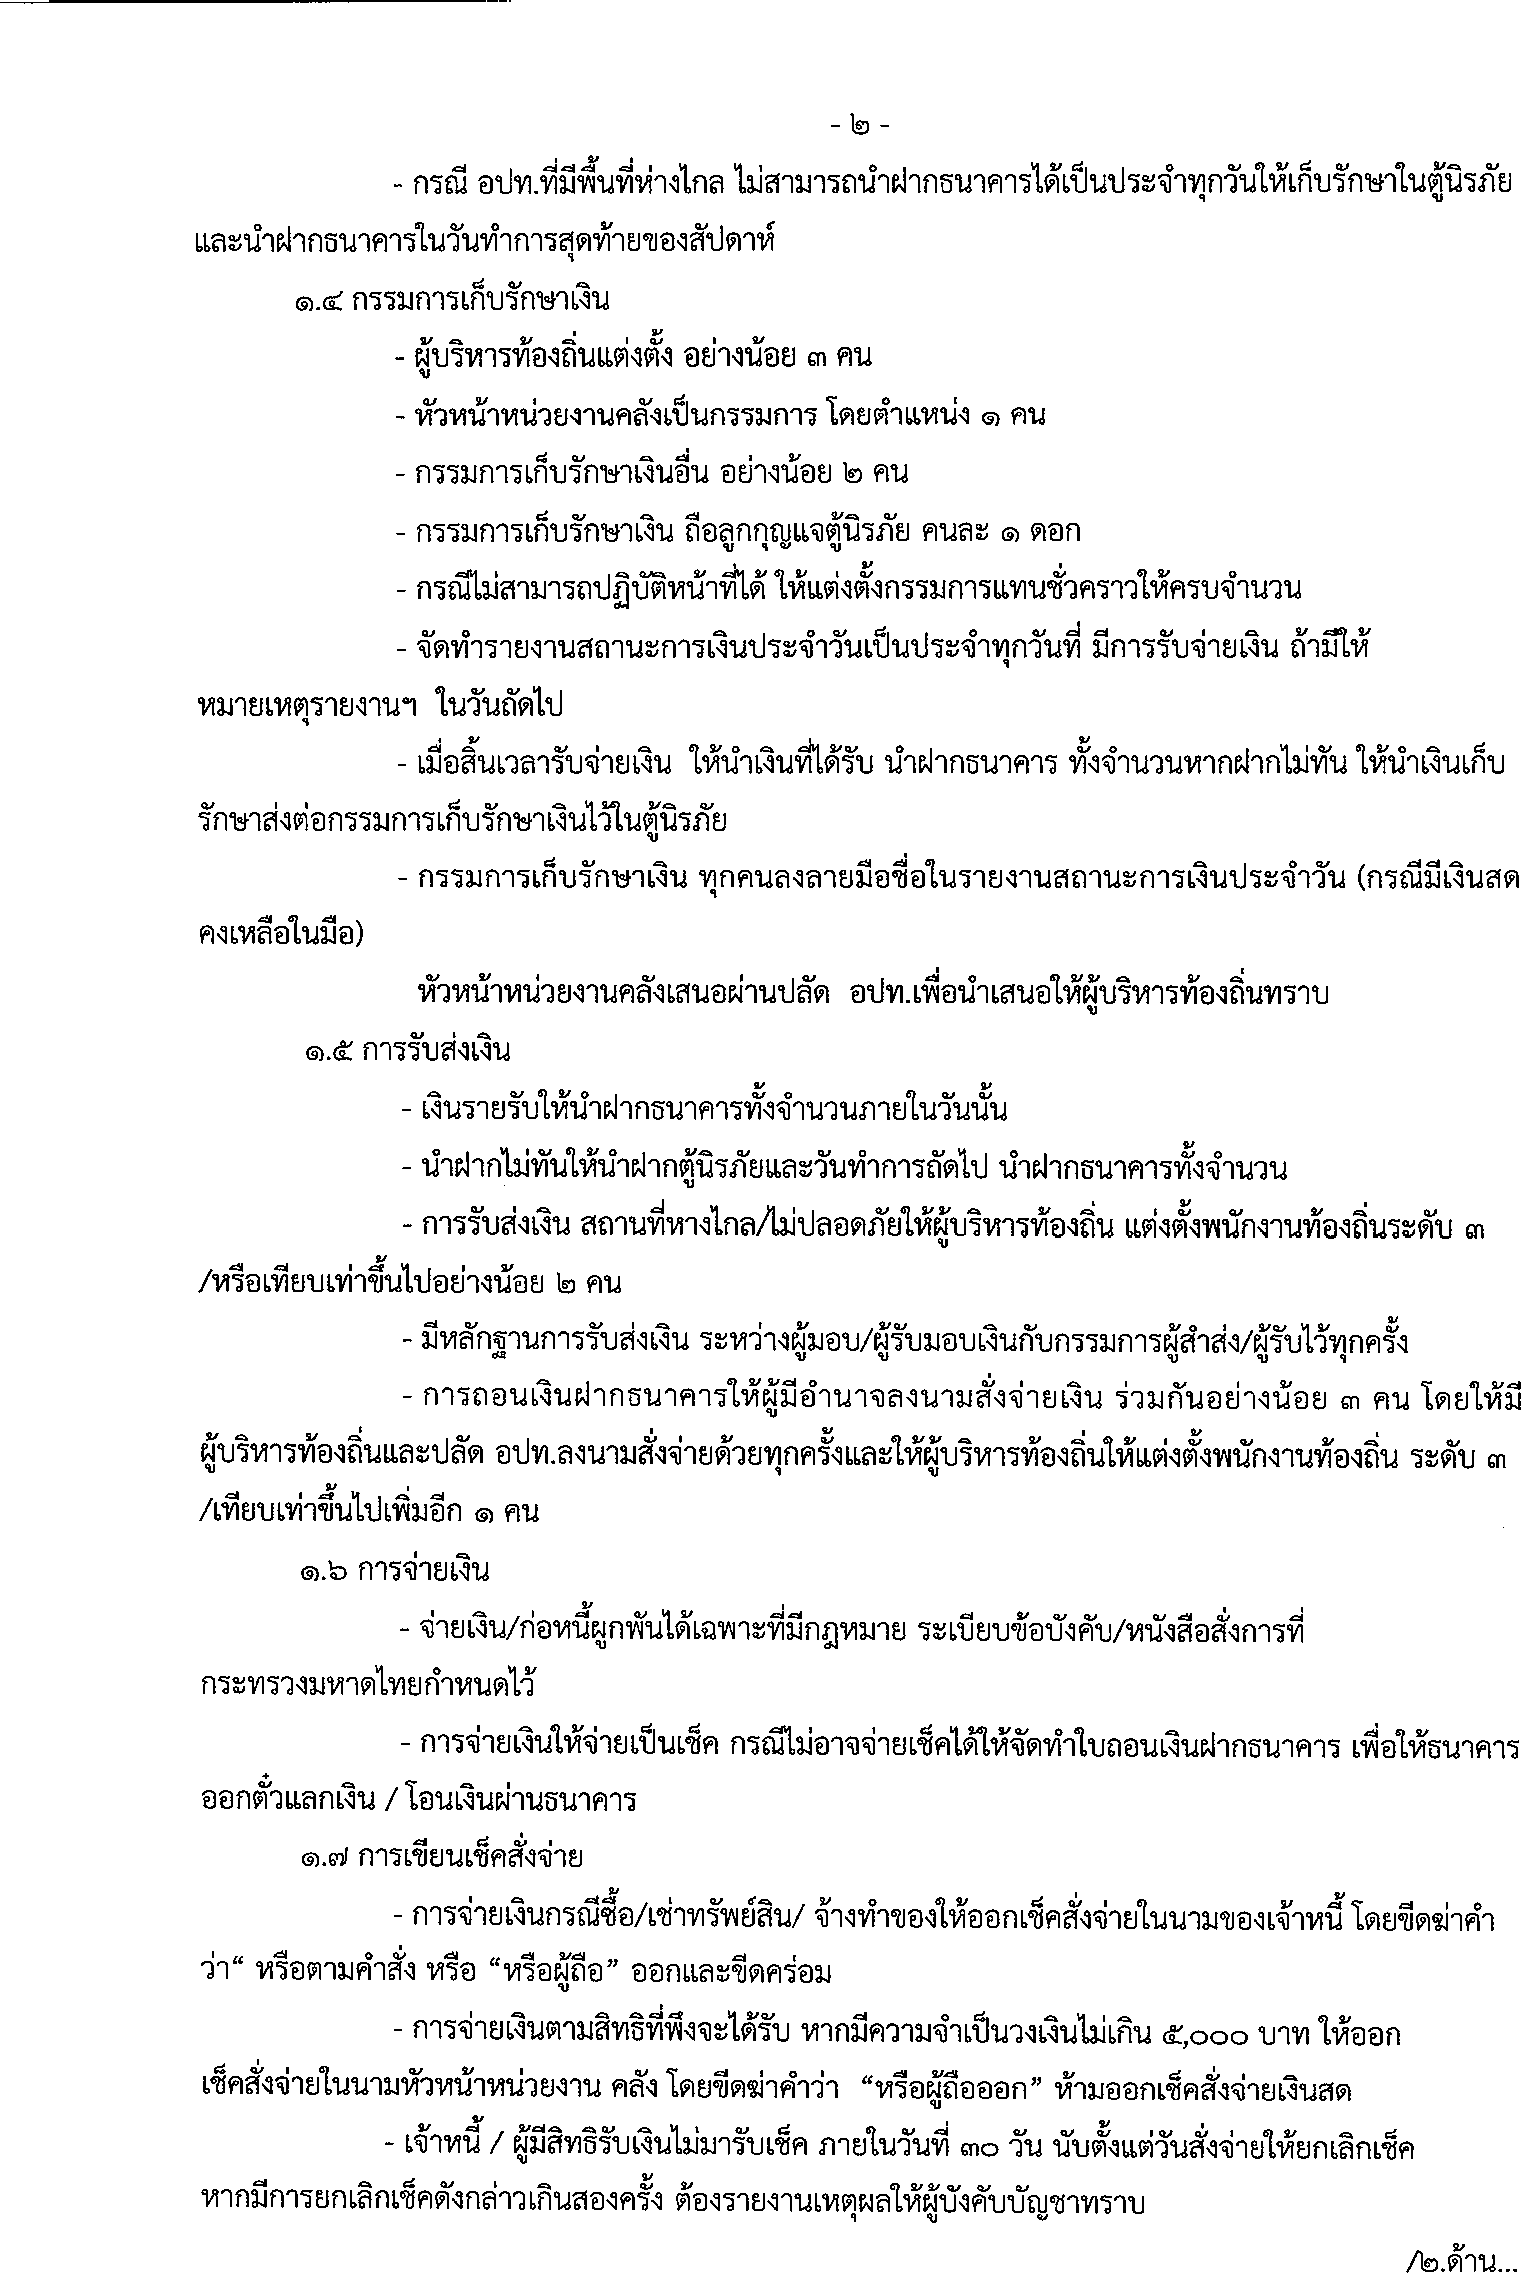 - ๒ -
- กรณี อปท.ที่มีพื้นที่ห่างไกล ไม่สามารถนำฝากธนาคารได้เป็นประจำทุกวันให้เก็บรักษาในตู้นิรภัย
และนำฝากธนาคารในวันทำการสุดท้ายของสัปดาห์
๑.๔ กรรมการเก็บรักษาเงิน
- ผู้บริหารท้องถิ่นแต่งตั้ง อย่างน้อย ๓ คน
- หัวหน้าหน่วยงานคลังเป็นกรรมการ โดยตำแหน่ง ๑ คน
- กรรมการเก็บรักษาเงินอื่น อย่างน้อย ๒ คน
- กรรมการเก็บรักษาเงิน ถือลูกกุญแจตู้นิรภัย คนละ ๑ ดอก
- กรณีไม่สามารถปฏิบัติหน้าที่ได้ ให้แต่งตั้งกรรมการแทนชั่วคราวให้ครบจำนวน
- จัดทำรายงานสถานะการเงินประจำวันเป็นประจำทุกวันที่ มีการรับจ่ายเงิน ถ้ามีให้
หมายเหตุรายงานฯ ในวันถัดไป
- เมื่อสิ้นเวลารับจ่ายเงิน ให้นำเงินที่ได้รับ นำฝากธนาคาร ทั้งจำนวนหากฝากไม่ทัน ให้นำเงินเก็บ
รักษาส่งต่อกรรมการเก็บรักษาเงินไว้ในตู้นิรภัย
- กรรมการเก็บรักษาเงิน ทุกคนลงลายมือชื่อในรายงานสถานะการเงินประจำวัน (กรณีมีเงินสด
คงเหลือในมือ)
หัวหน้าหน่วยงานคลังเสนอผ่านปลัด อปท.เพื่อนำเสนอให้ผู้บริหารท้องถิ่นทราบ
๑.๕ การรับส่งเงิน
- เงินรายรับให้นำฝากธนาคารทั้งจำนวนภายในวันนั้น
- นำฝากไม่ทันให้นำฝากตู้นิรภัยและวันทำการถัดไป นำฝากธนาคารทั้งจำนวน
- การรับส่งเงิน สถานที่หางไกล/ไม่ปลอดภัยให้ผู้บริหารท้องถิ่น แต่งตั้งพนักงานท้องถิ่นระดับ ๓
/หรือเทียบเท่าขึ้นไปอย่างน้อย ๒ คน
- มีหลักฐานการรับส่งเงิน ระหว่างผู้มอบ/ผู้รับมอบเงินกับกรรมการผู้สำส่ง/ผู้รับไว้ทุกครั้ง
- การถอนเงินฝากธนาคารให้ผู้มีอำนาจลงนามสั่งจ่ายเงิน ร่วมกันอย่างน้อย ๓ คน โดยให้มี
ผู้บริหารท้องถิ่นและปลัด อปท.ลงนามสั่งจ่ายด้วยทุกครั้งและให้ผู้บริหารท้องถิ่นให้แต่งตั้งพนักงานท้องถิ่น ระดับ ๓
/เทียบเท่าขึ้นไปเพิ่มอีก ๑ คน
๑.๖ การจ่ายเงิน
- จ่ายเงิน/ก่อหนี้ผูกพันได้เฉพาะที่มีกฎหมาย ระเบียบข้อบังคับ/หนังสือสั่งการที่
กระทรวงมหาดไทยกำหนดไว้
- การจ่ายเงินให้จ่ายเป็นเช็ค กรณีไม่อาจจ่ายเช็คได้ให้จัดทำใบถอนเงินฝากธนาคาร เพื่อให้ธนาคาร
ออกตั๋วแลกเงิน / โอนเงินผ่านธนาคาร
๑.๗ การเขียนเช็คสั่งจ่าย
- การจ่ายเงินกรณีซื้อ/เช่าทรัพย์สิน/ จ้างทำของให้ออกเช็คสั่งจ่ายในนามของเจ้าหนี้ โดยขีดฆ่าคำ
ว่า“ หรือตามคำสั่ง หรือ “หรือผู้ถือ” ออกและขีดคร่อม
- การจ่ายเงินตามสิทธิที่พึงจะได้รับ หากมีความจำเป็นวงเงินไม่เกิน ๕,๐๐๐ บาท ให้ออก
เช็คสั่งจ่ายในนามหัวหน้าหน่วยงาน คลัง โดยขีดฆ่าคำว่า “หรือผู้ถือออก” ห้ามออกเช็คสั่งจ่ายเงินสด
- เจ้าหนี้ / ผู้มีสิทธิรับเงินไม่มารับเช็ค ภายในวันที่ ๓๐ วัน นับตั้งแต่วันสั่งจ่ายให้ยกเลิกเช็ค
หากมีการยกเลิกเช็คดังกล่าวเกินสองครั้ง ต้องรายงานเหตุผลให้ผู้บังคับบัญชาทราบ
/๒.ด้าน...